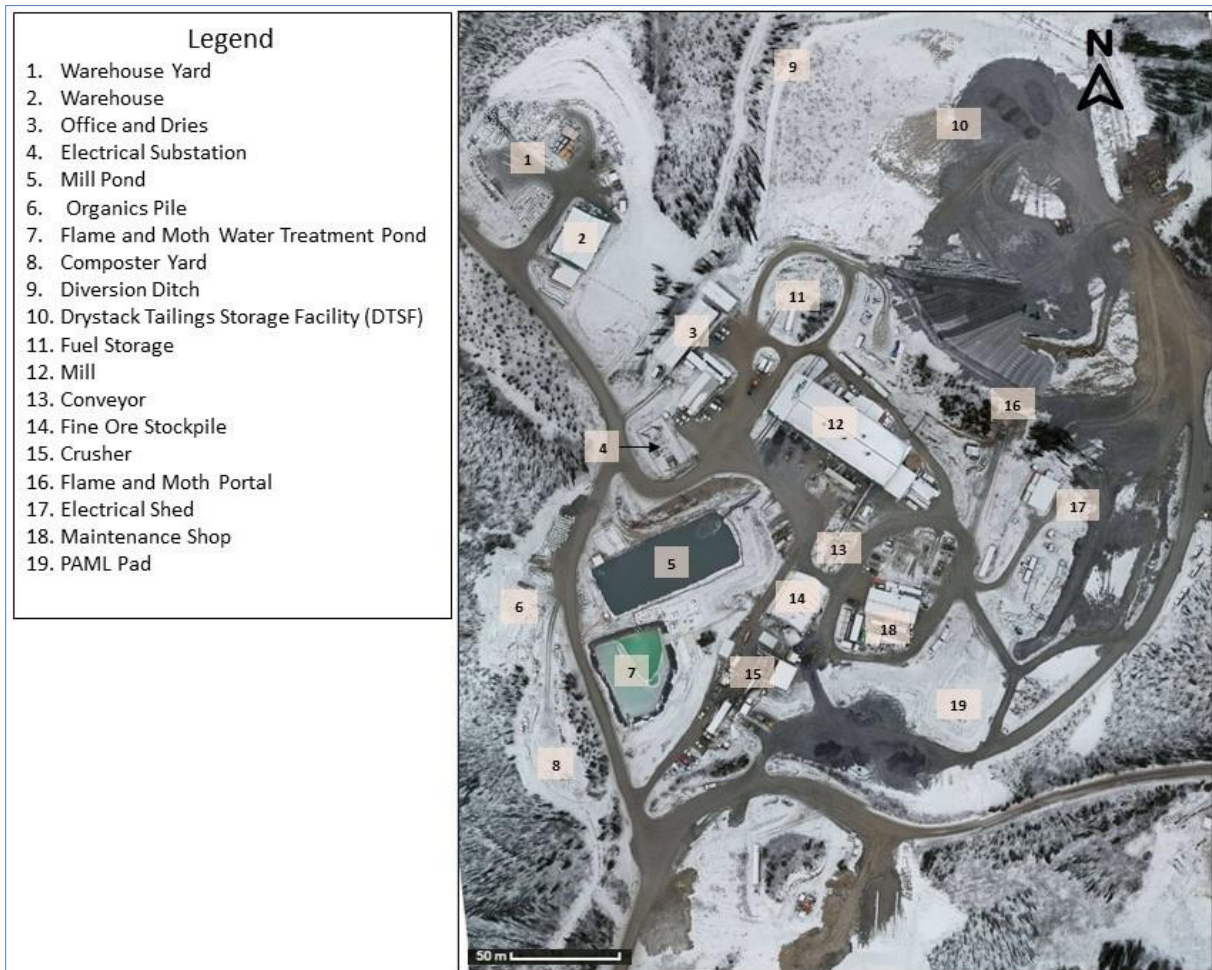 Legend
1. Warehouse Yard
2. Warehouse
3. Office and Dries
4. Electrical Substation
5. Mill Pond
6. Organics Pile
7. Flame and Moth Water Treatment Pond
8. Composter Yard
9. Diversion Ditch
10. Drystack Tailings Storage Facility (DTSF)
11. Fuel Storage
12. Mill
13. Conveyor
14. Fine Ore Stockpile
15. Crusher
16. Flame and Moth Portal
17. Electrical Shed
18. Maintenance Shop
19. PAML Pad
N
9
10
1
2
11
3
16
12
4
17
13
5
14
6
18
7
15
19
8
50 m